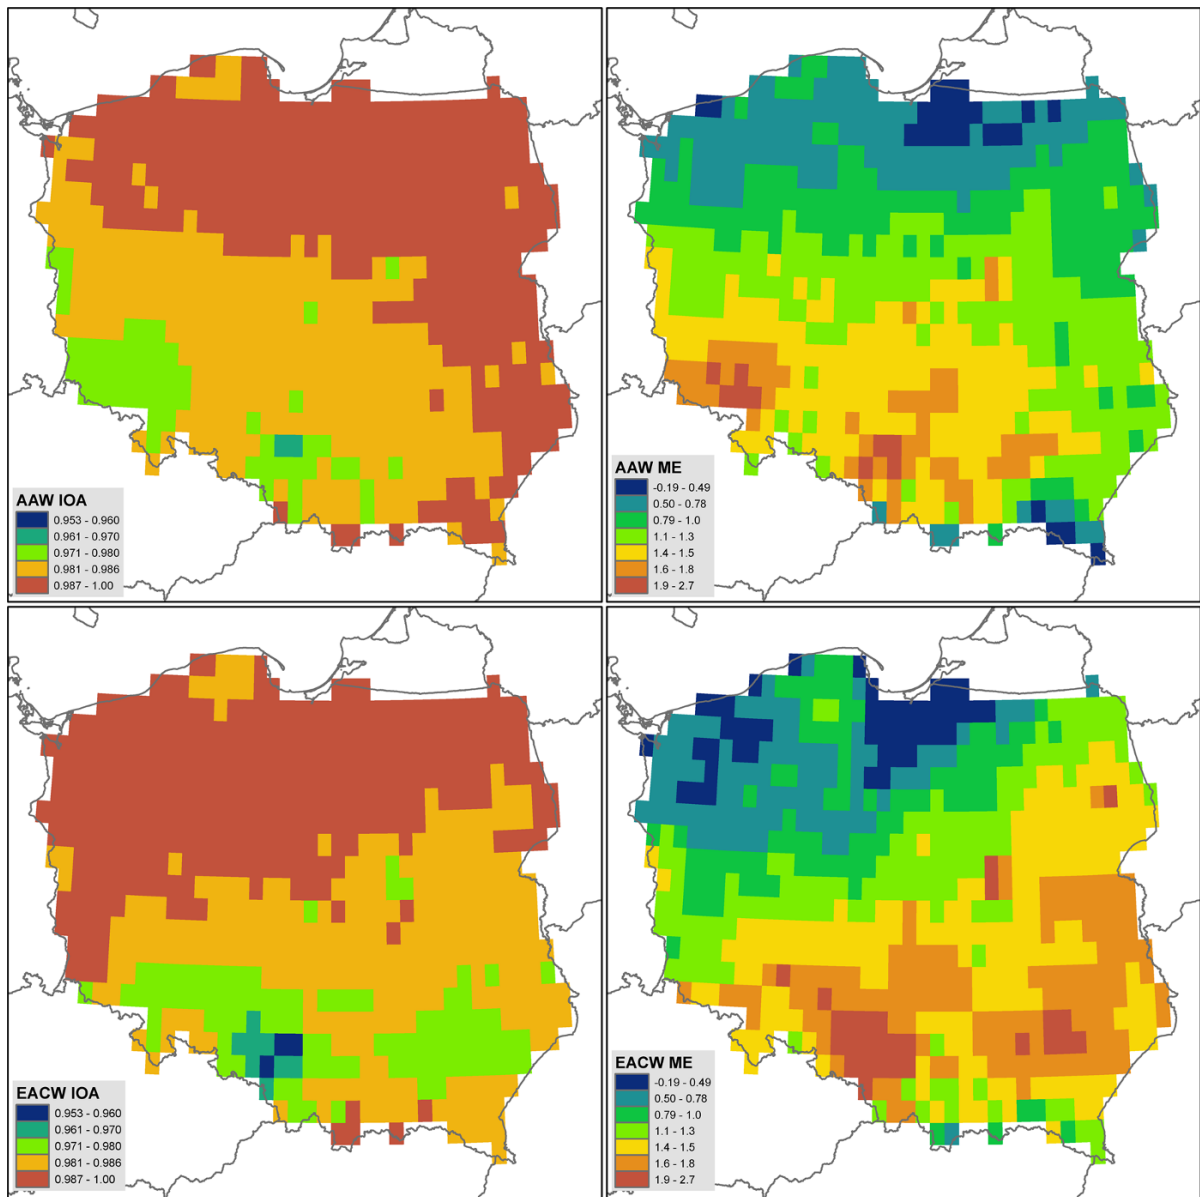 AAW IOA
0.953 - 0.960
0.961 - 0.970
0.971 - 0.980
0.981 - 0.986
0.987 - 1.00
AAW ME
-0.19 - 0.49
0.50 - 0.78
0.79 - 1.0
1.1 - 1.3
1.4 - 1.5
1.6 - 1.8
1.9 - 2.7
EACW IOA
0.953 - 0.960
0.961 - 0.970
0.971 - 0.980
0.981 - 0.986
0.987 - 1.00
EACW ME
-0.19 - 0.49
0.50 - 0.78
0.79 - 1.0
1.1 - 1.3
1.4 - 1.5
1.6 - 1.8
1.9 - 2.7